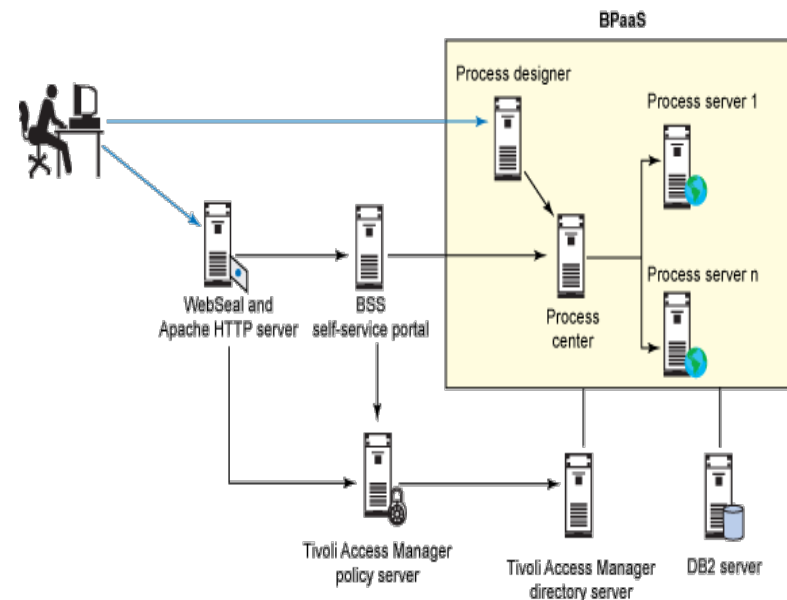 BPaaS
Process designer
Process server 1
WebSeal and
Apache HTTP server
BSS
self-service portal
Process
center
Process server n
Tivoli Access Manager
policy server
Tivoli Access Manager
directory server
DB2 server